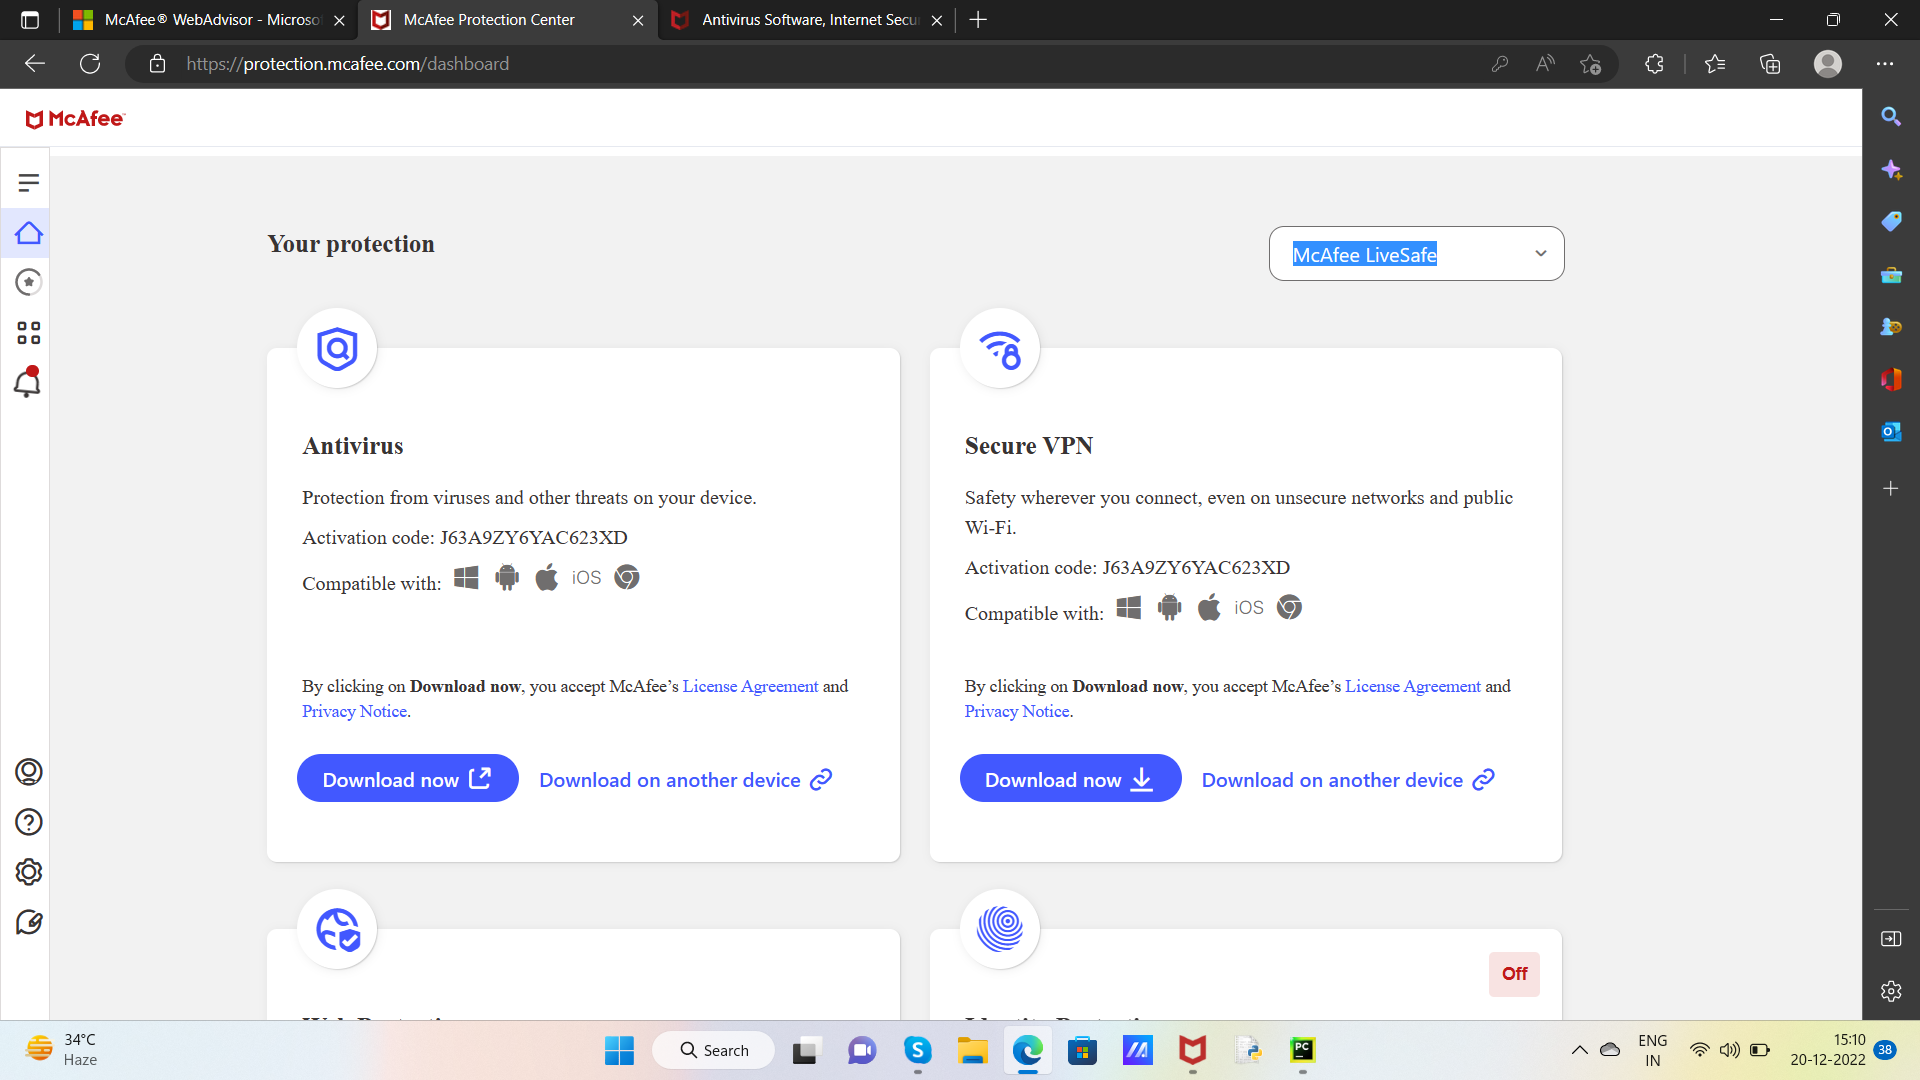 McAfee® WebAdvisor - Microso
McAfee Protection Center
Antivirus Software, Internet Secu
https://protection.mcafee.com/dashboard
McAfee
Your protection
McAfee LiveSafe
Antivirus
Protection from viruses and other threats on your device.
Activation code: J63A9ZY6YAC623XD
Compatible with:
iOS
By clicking on Download now, you accept McAfee’s License Agreement and
Privacy Notice.
Download now
Download on another device
Secure VPN
Safety wherever you connect, even on unsecure networks and public
Wi-Fi.
Activation code: J63A9ZY6YAC623XD
Compatible with:
iOS
By clicking on Download now, you accept McAfee’s License Agreement and
Privacy Notice.
Download now
Download on another device
Off
34°C
Haze
Search
PC
ENG
IN
15:10
20-12-2022
38